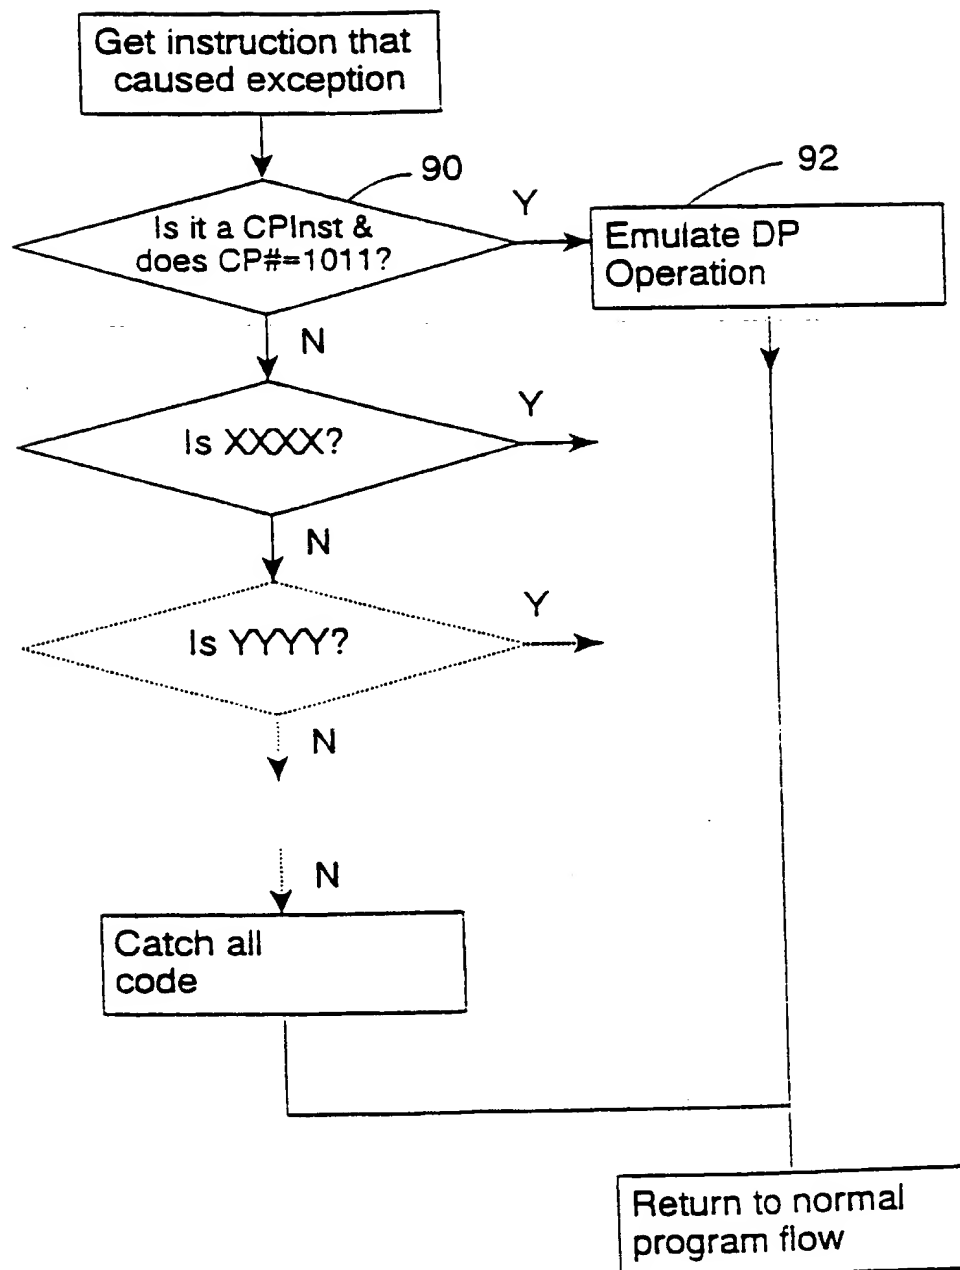 Get instruction that
caused exception
90
92
Y
Is it a CPInst &
does CP#=1011?
Emulate DP
Operation
N
Y
Is XXXX?
N
Y
Is YYYY?
N
N
Catch all
code
Return to normal
program flow